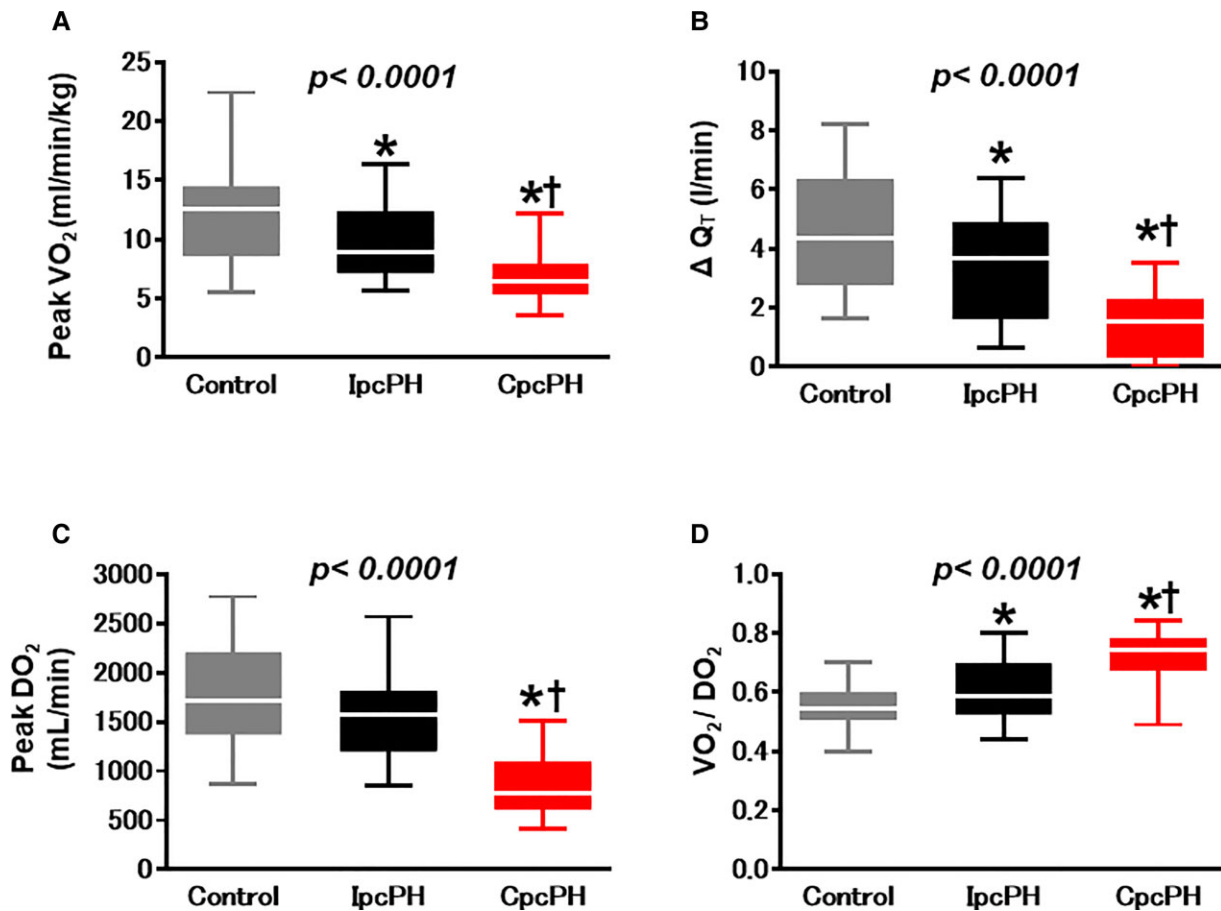 A
Peak VO₂ (ml/min/kg)
25
20
15
10
5
0
p< 0.0001
*
*†
Control
IpcPH
CpcPH
B
Δ Q_T (l/min)
10
8
6
4
2
0
p< 0.0001
*
*†
Control
IpcPH
CpcPH
C
Peak DO₂
(mL/min)
3000
2500
2000
1500
1000
500
0
p< 0.0001
*†
Control
IpcPH
CpcPH
D
VO₂ / DO₂
1.0
0.8
0.6
0.4
0.2
0.0
p< 0.0001
*
*†
Control
IpcPH
CpcPH